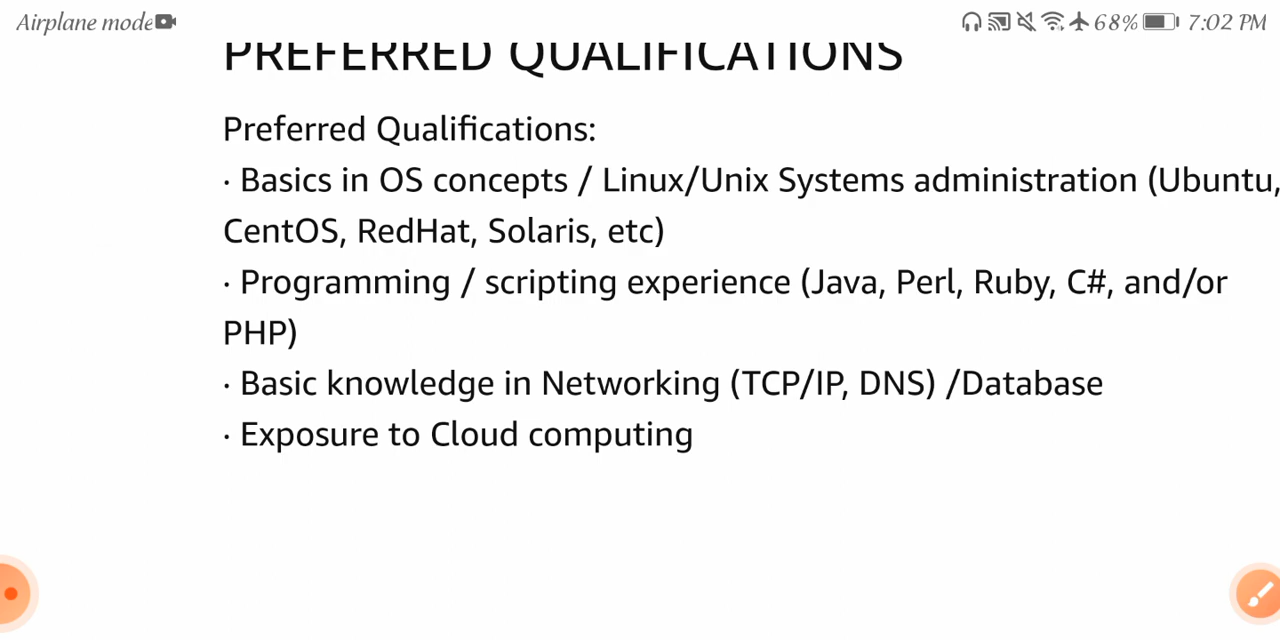 Airplane mode 68% 7:02 PM
PREFERRED QUALIFICATIONS
Preferred Qualifications:
· Basics in OS concepts / Linux/Unix Systems administration (Ubuntu,
CentOS, RedHat, Solaris, etc)
· Programming / scripting experience (Java, Perl, Ruby, C#, and/or
PHP)
· Basic knowledge in Networking (TCP/IP, DNS) /Database
· Exposure to Cloud computing